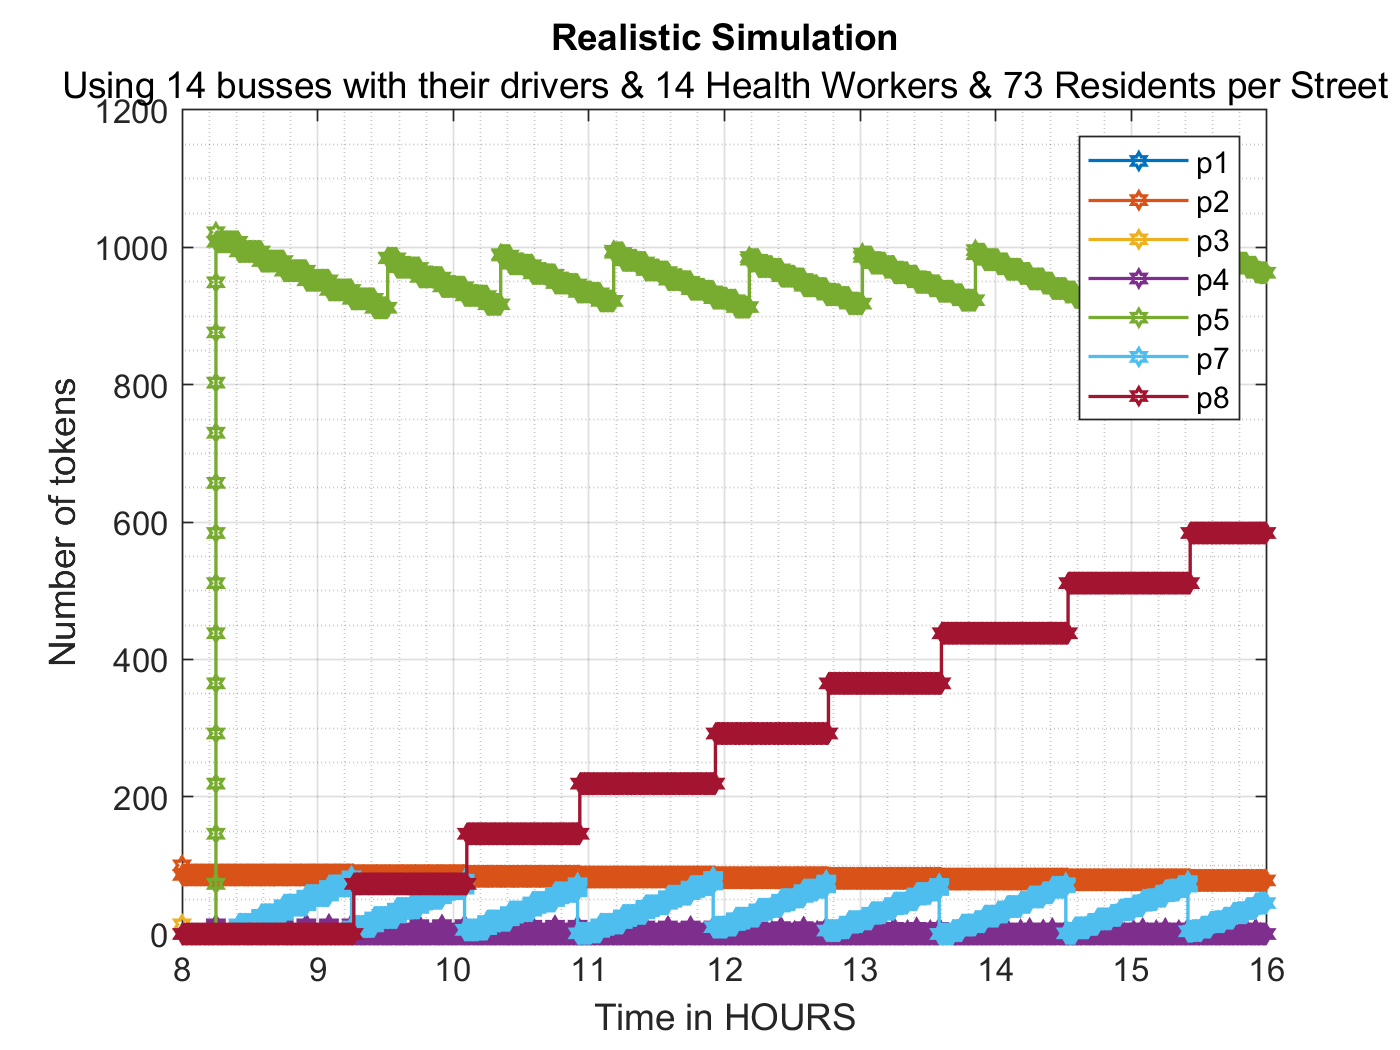 Realistic Simulation
Using 14 busses with their drivers & 14 Health Workers & 73 Residents per Street
1200
1000
800
600
400
200
0
Number of tokens
p1
p2
p3
p4
p5
p7
p8
8 9 10 11 12 13 14 15 16
Time in HOURS